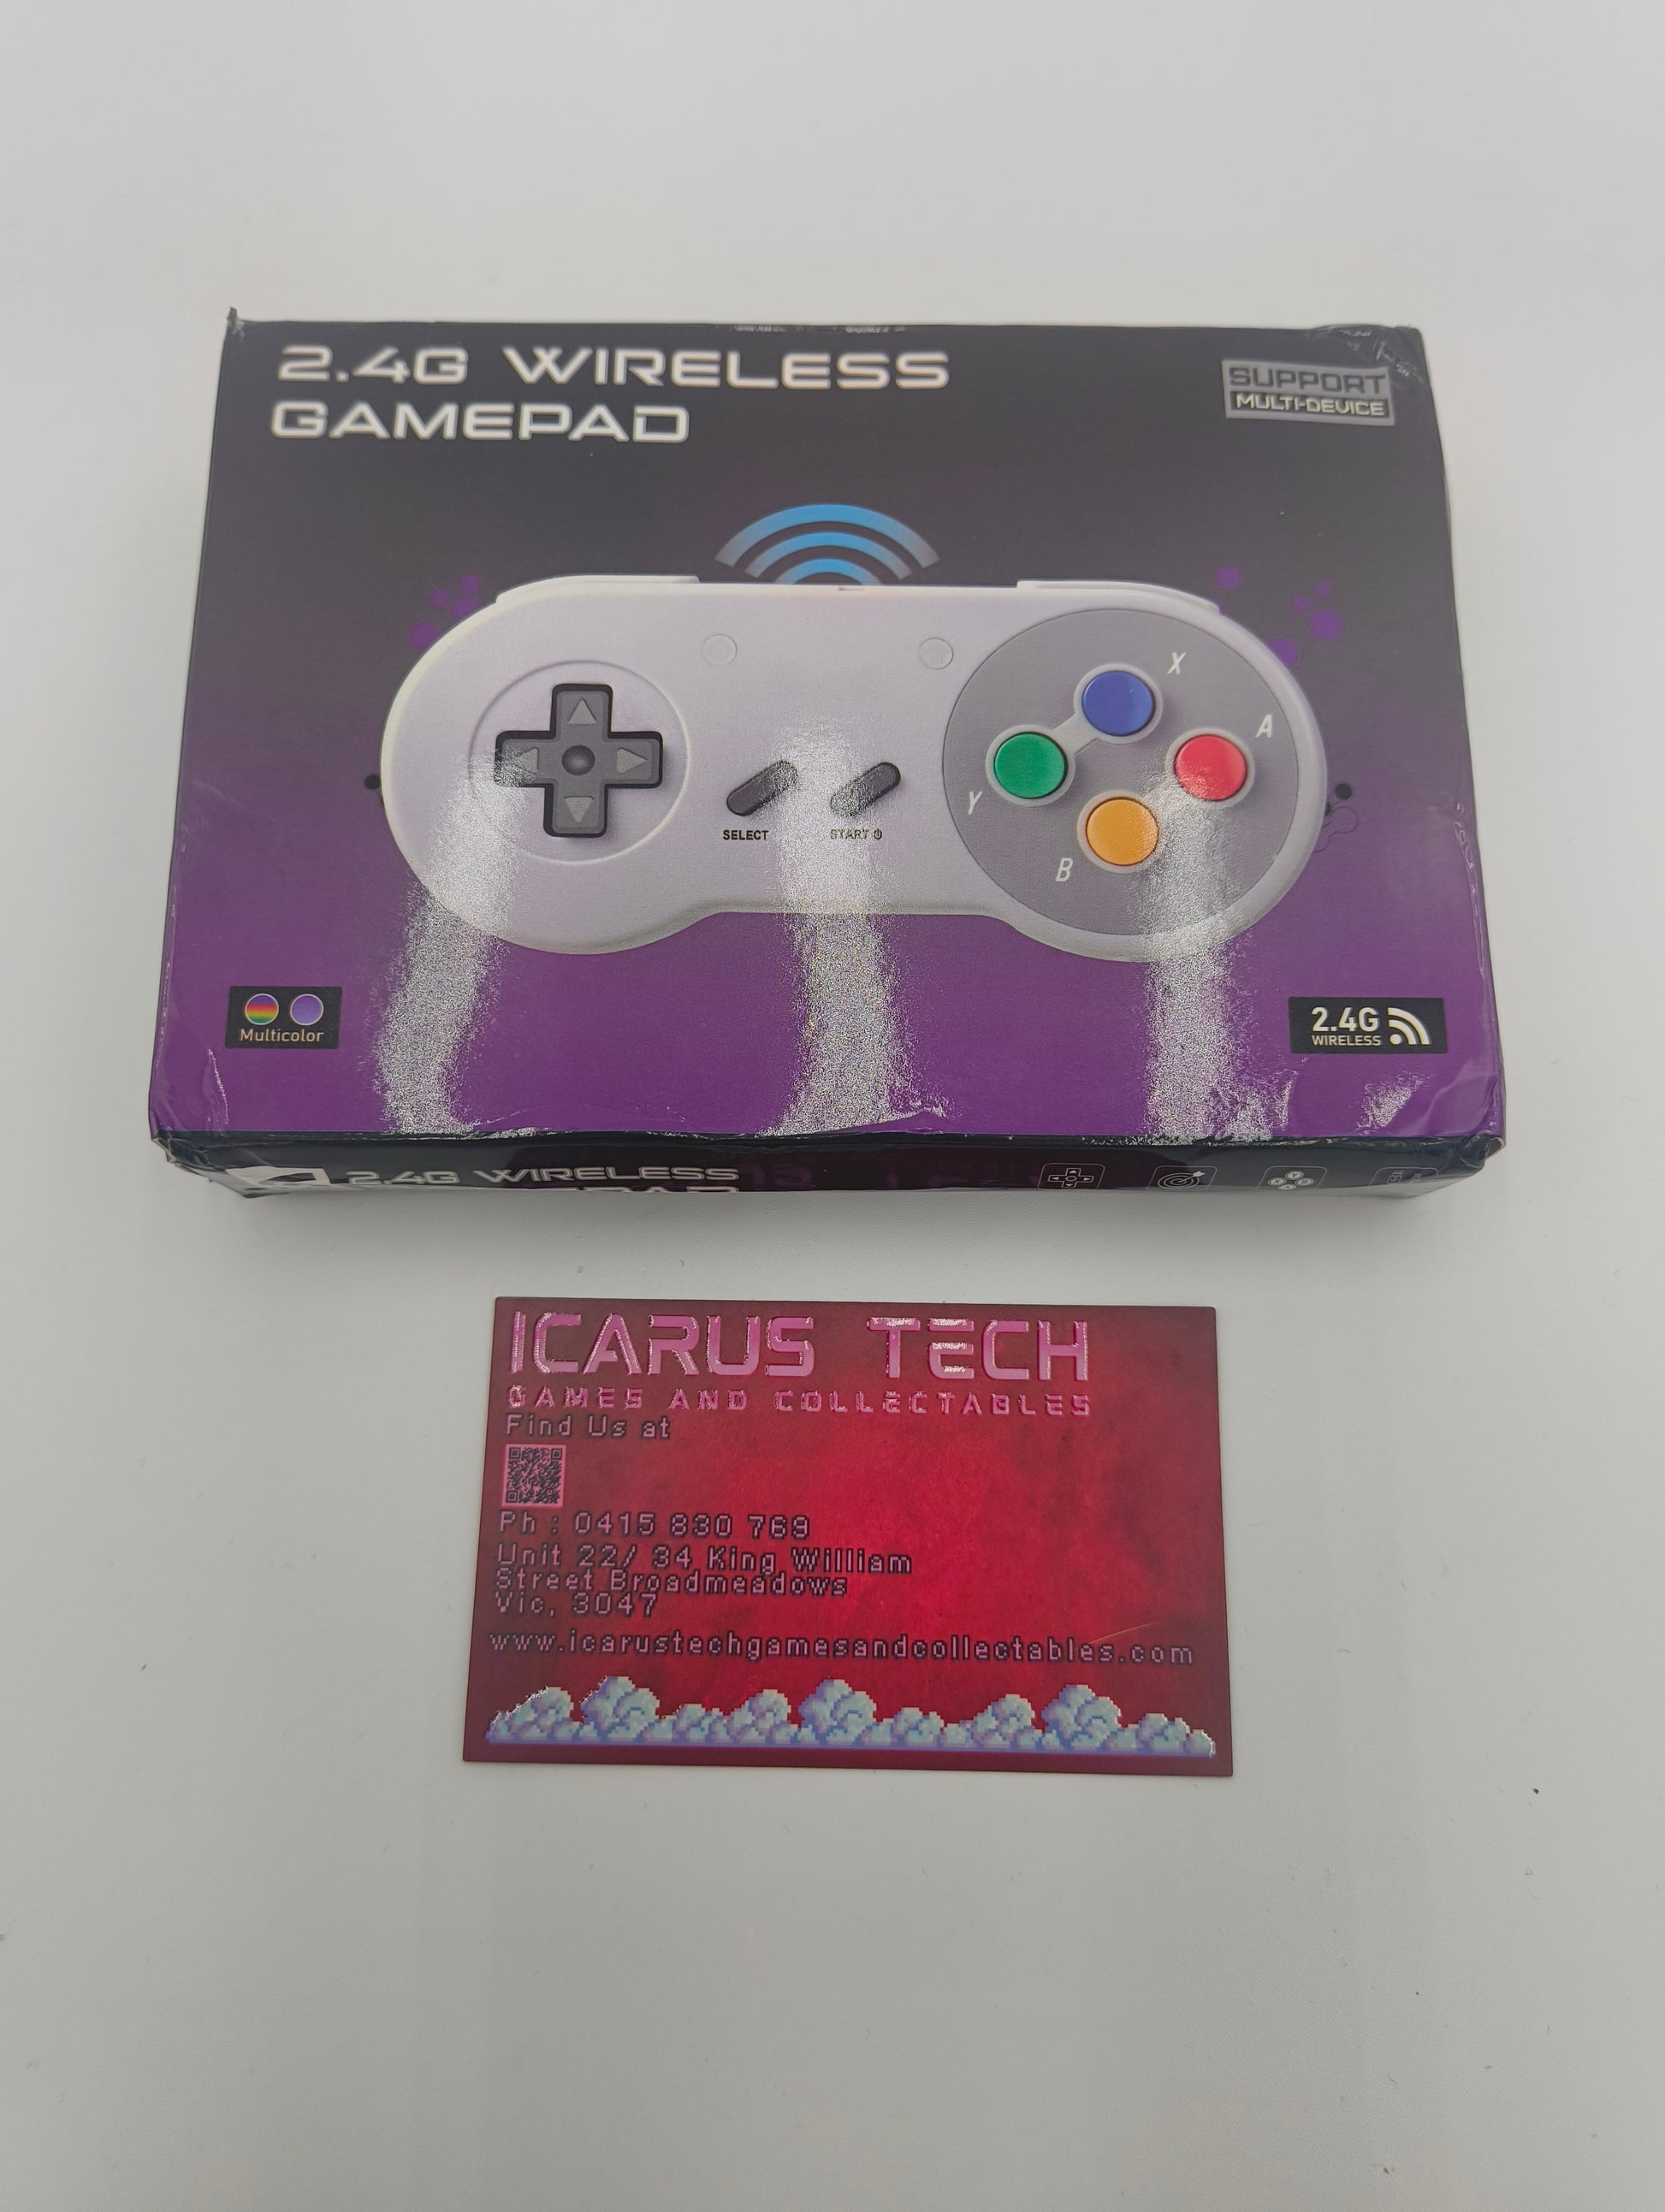 2.4G WIRELESS
GAMEPAD
SUPPORT
MULTI-DEVICE
X
A
Y
B
SELECT
START
Multicolor
2.4G
WIRELESS
2.4G WIRELESS
ICARUS TECH
GAMES AND COLLECTABLES
Find Us at
Ph : 0415 830 769
Unit 22/ 34 King William
Street Broadmeadows
Vic, 3047
www.icarustechgamesandcollectables.com